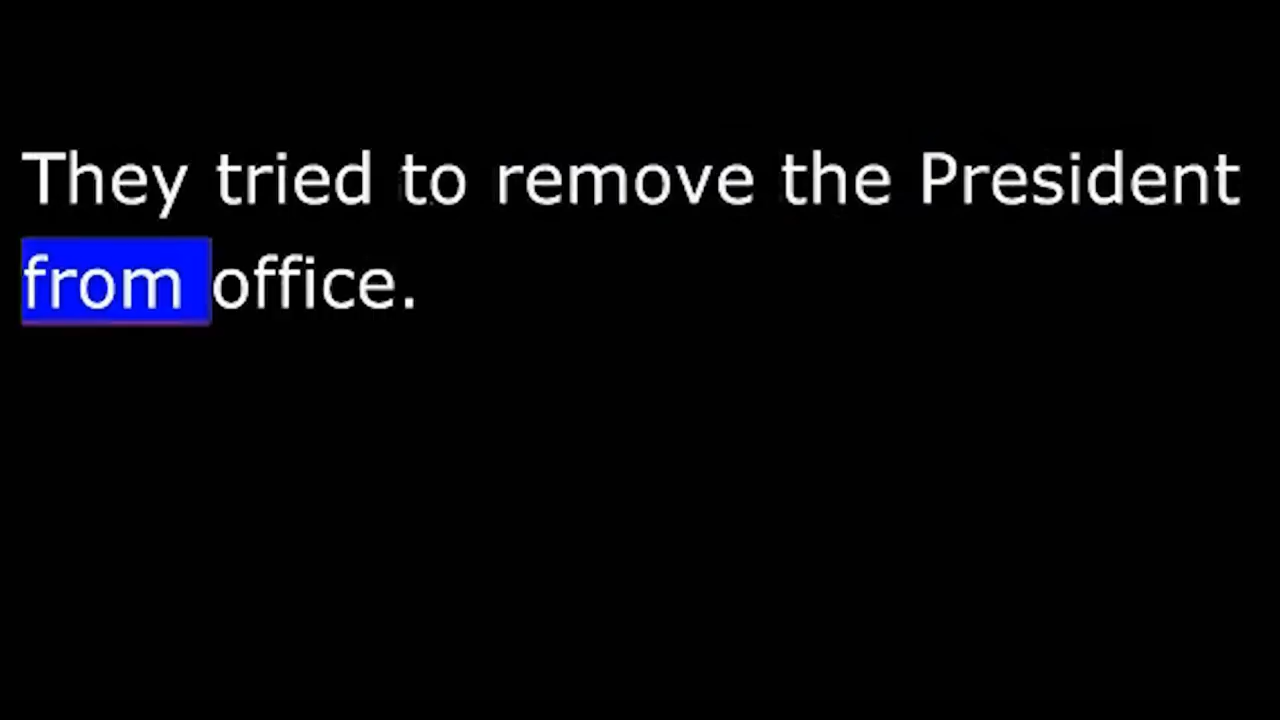 They tried to remove the President
from office.